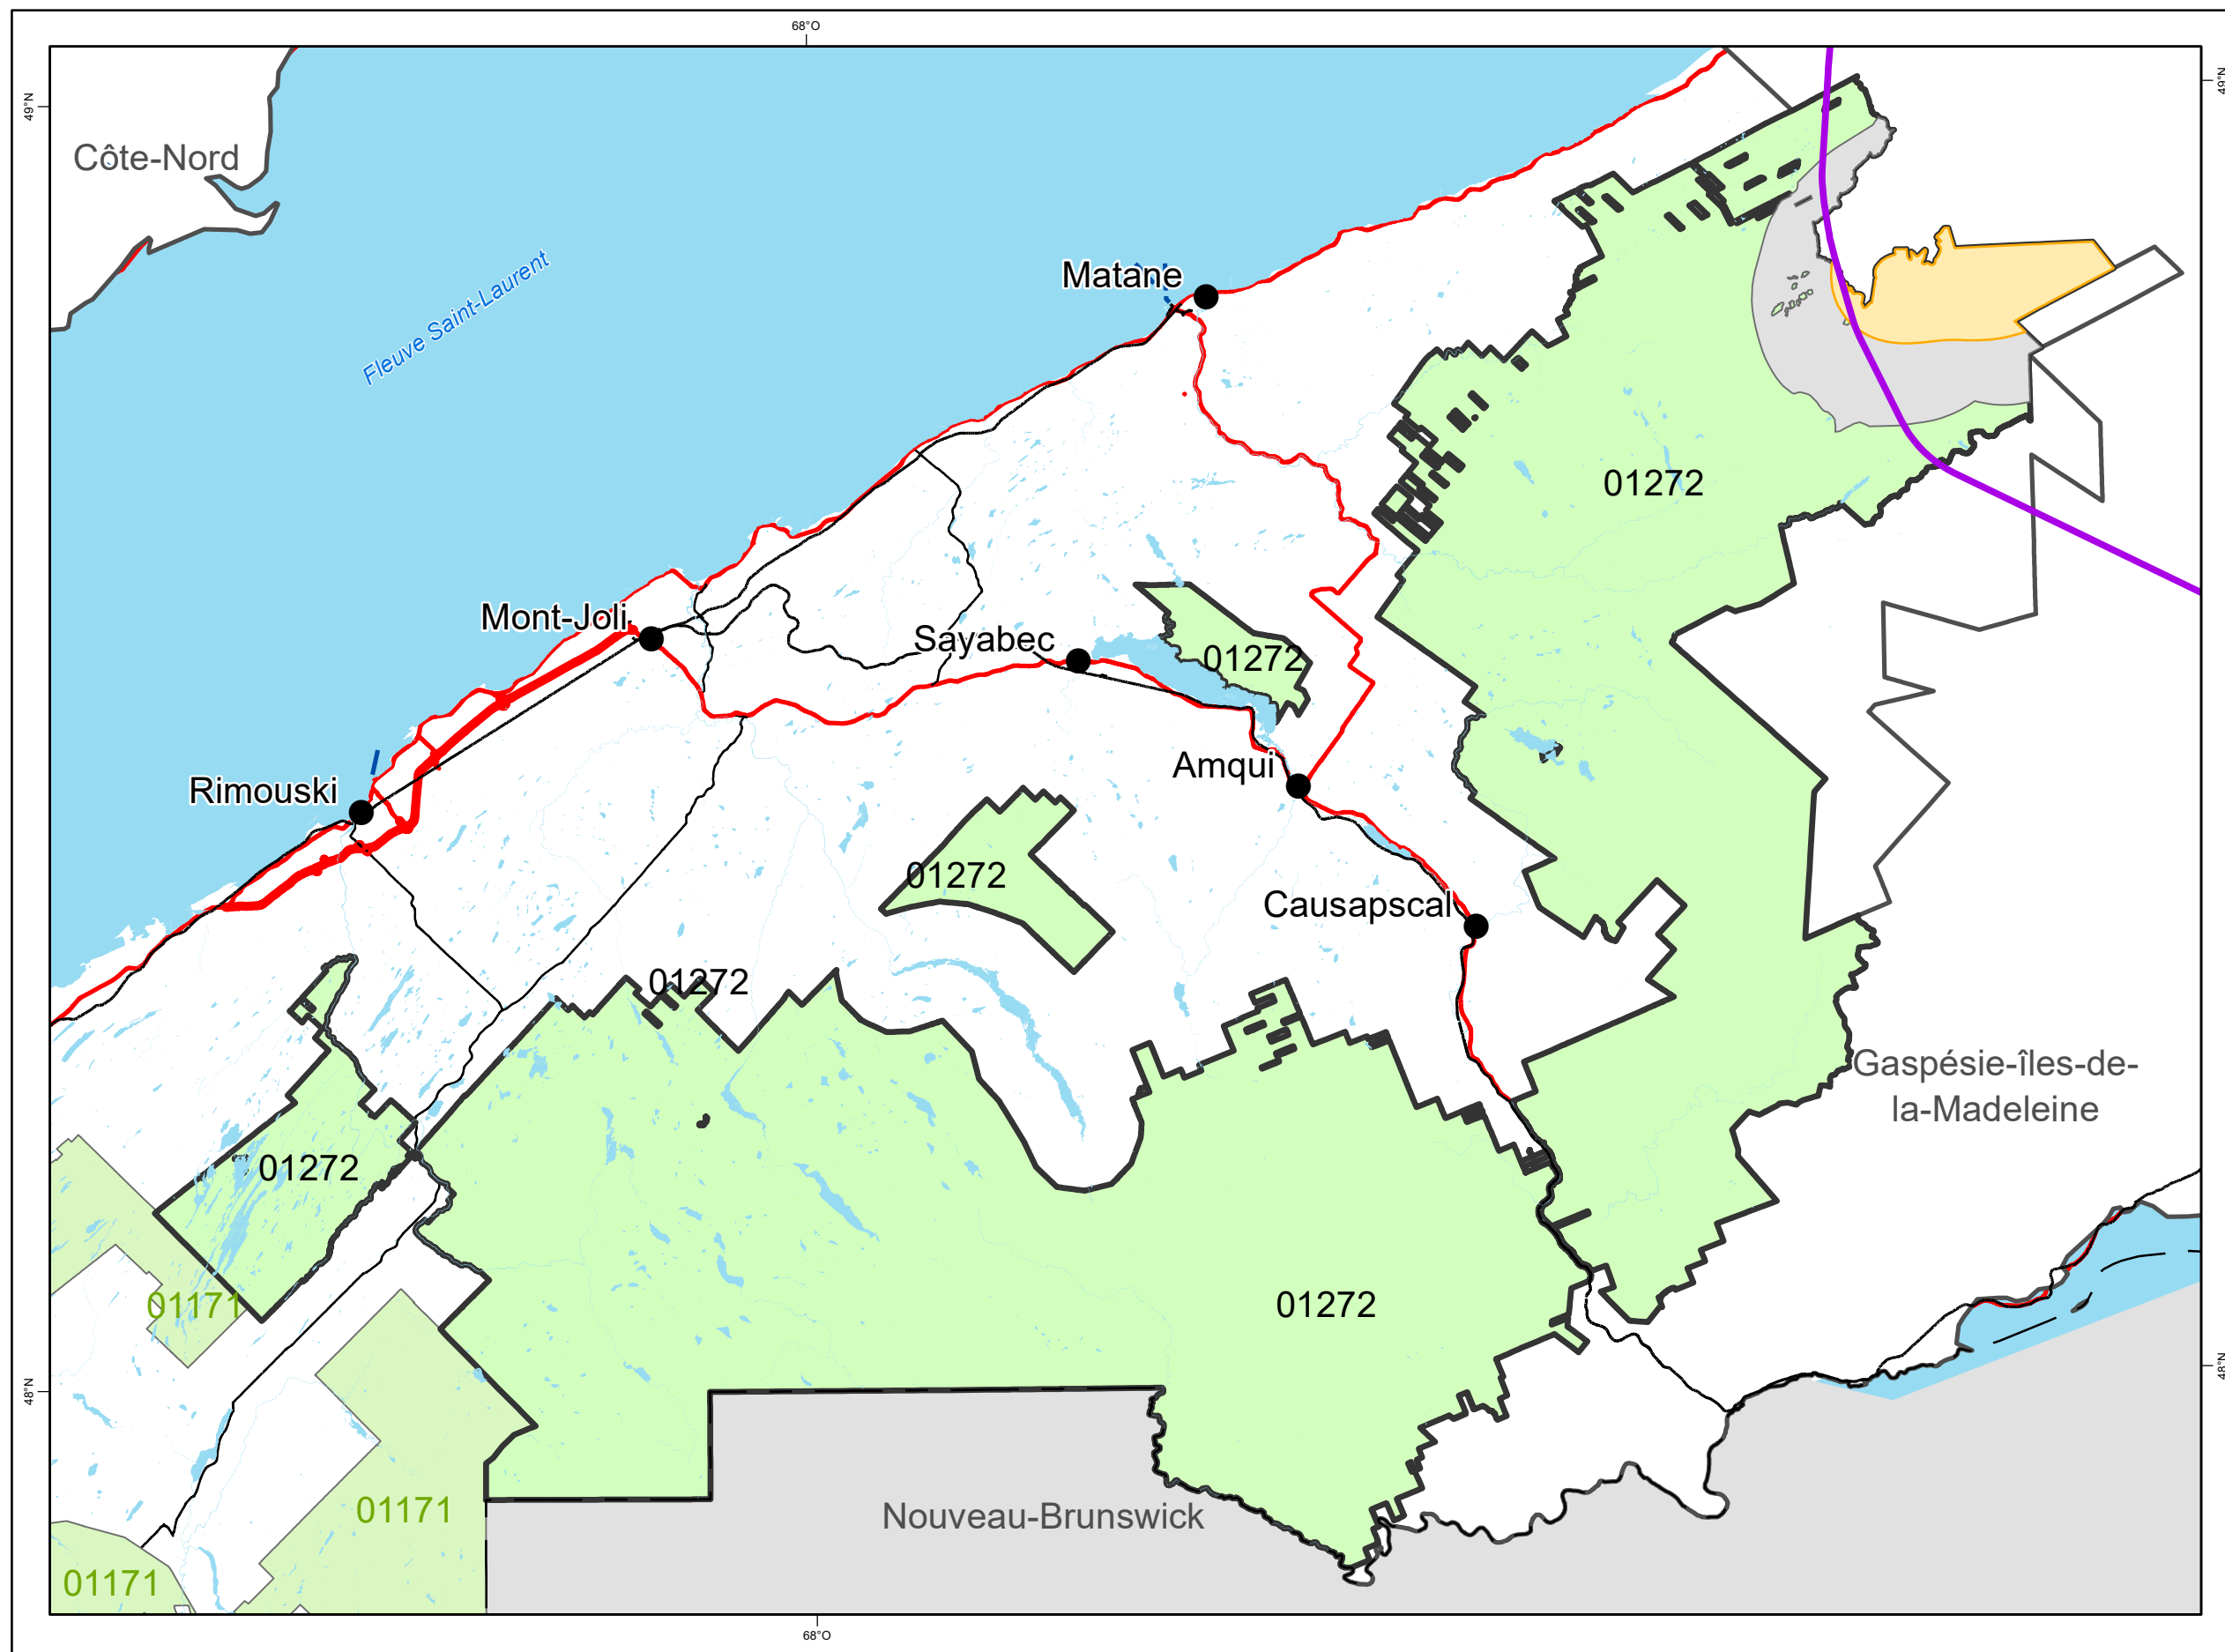 68°O
49°N
49°N
Côte-Nord
Fleuve Saint-Laurent
Matane
01272
Mont-Joli
Sayabec
01272
Amqui
Rimouski
01272
Causapscal
01272
Gaspésie-îles-de-
la-Madeleine
01272
01171
01272
48°N
48°N
01171
Nouveau-Brunswick
01171
68°O